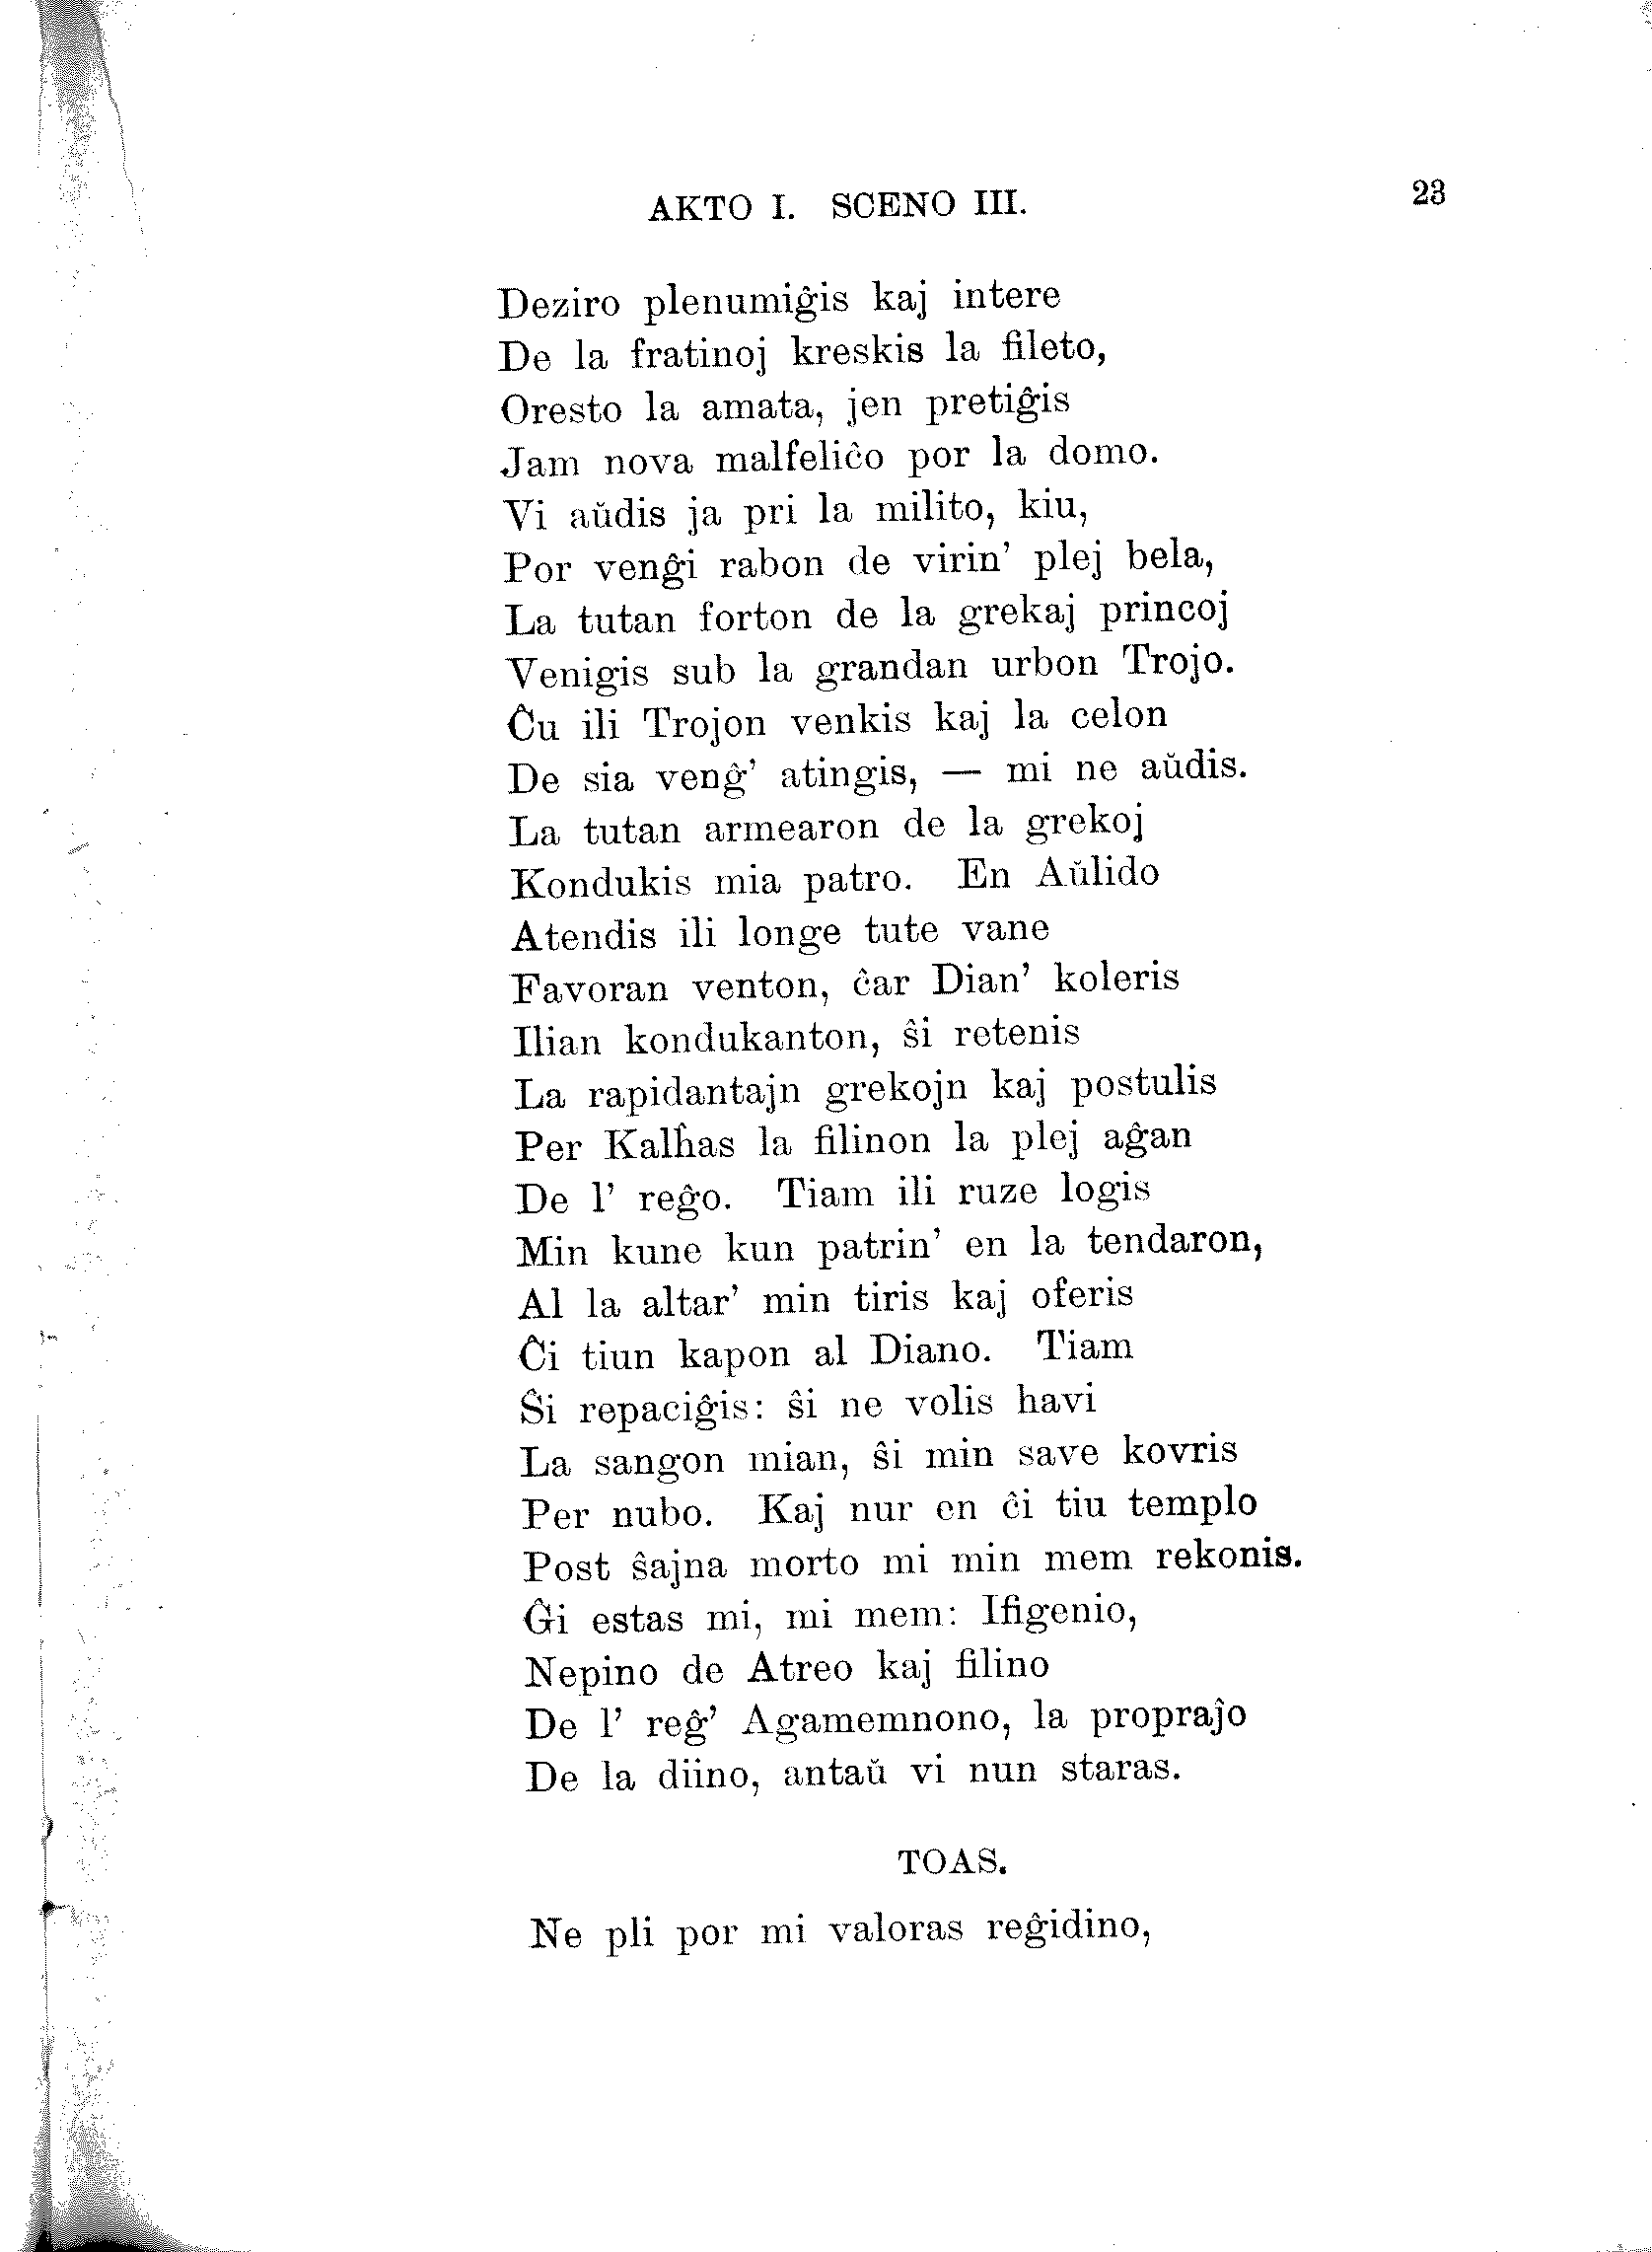 AKTO I. SCENO III. 23
Deziro plenumiĝis kaj intere
De la fratinoj kreskis la fileto,
Oresto la amata, jen pretiĝis
Jam nova malfeliĉo por la domo.
Vi aŭdis ja pri la milito, kiu,
Por venĝi rabon de virin’ plej bela,
La tutan forton de la grekaj princoj
Venigis sub la grandan urbon Trojo.
Ĉu ili Trojon venkis kaj la celon
De sia venĝ’ atingis, — mi ne aŭdis.
La tutan armearon de la grekoj
Kondukis mia patro. En Aŭlido
Atendis ili longe tute vane
Favoran venton, ĉar Dian’ koleris
Ilian kondukanton, ŝi retenis
La rapidantajn grekojn kaj postulis
Per Kalĥas la filinon la plej aĝan
De l’ reĝo. Tiam ili ruze logis
Min kune kun patrin’ en la tendaron,
Al la altar’ min tiris kaj oferis
Ĉi tiun kapon al Diano. Tiam
Ŝi repaciĝis: ŝi ne volis havi
La sangon mian, ŝi min save kovris
Per nubo. Kaj nur en ĉi tiu templo
Post ŝajna morto mi min mem rekonis.
Ĝi estas mi, mi mem: Ifigenio,
Nepino de Atreo kaj filino
De l’ reĝ’ Agamemnono, la propraĵo
De la diino, antaŭ vi nun staras.
TOAS.
Ne pli por mi valoras reĝidino,